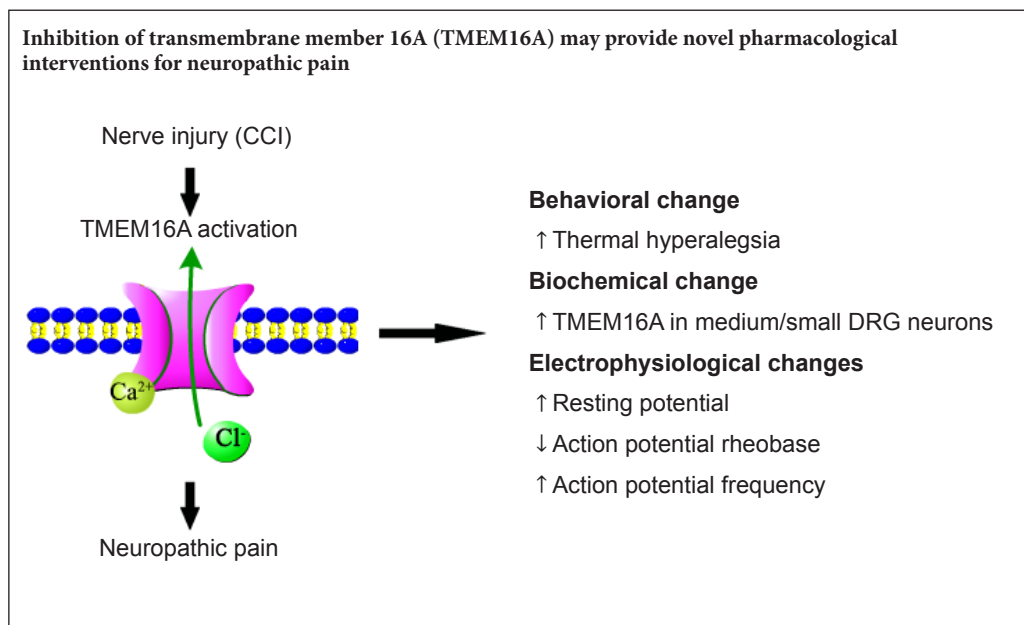 Inhibition of transmembrane member 16A (TMEM16A) may provide novel pharmacological
interventions for neuropathic pain
Nerve injury (CCI)
TMEM16A activation
Ca²⁺
Cl⁻
Neuropathic pain
Behavioral change
↑ Thermal hyperalegsia
Biochemical change
↑ TMEM16A in medium/small DRG neurons
Electrophysiological changes
↑ Resting potential
↓ Action potential rheobase
↑ Action potential frequency